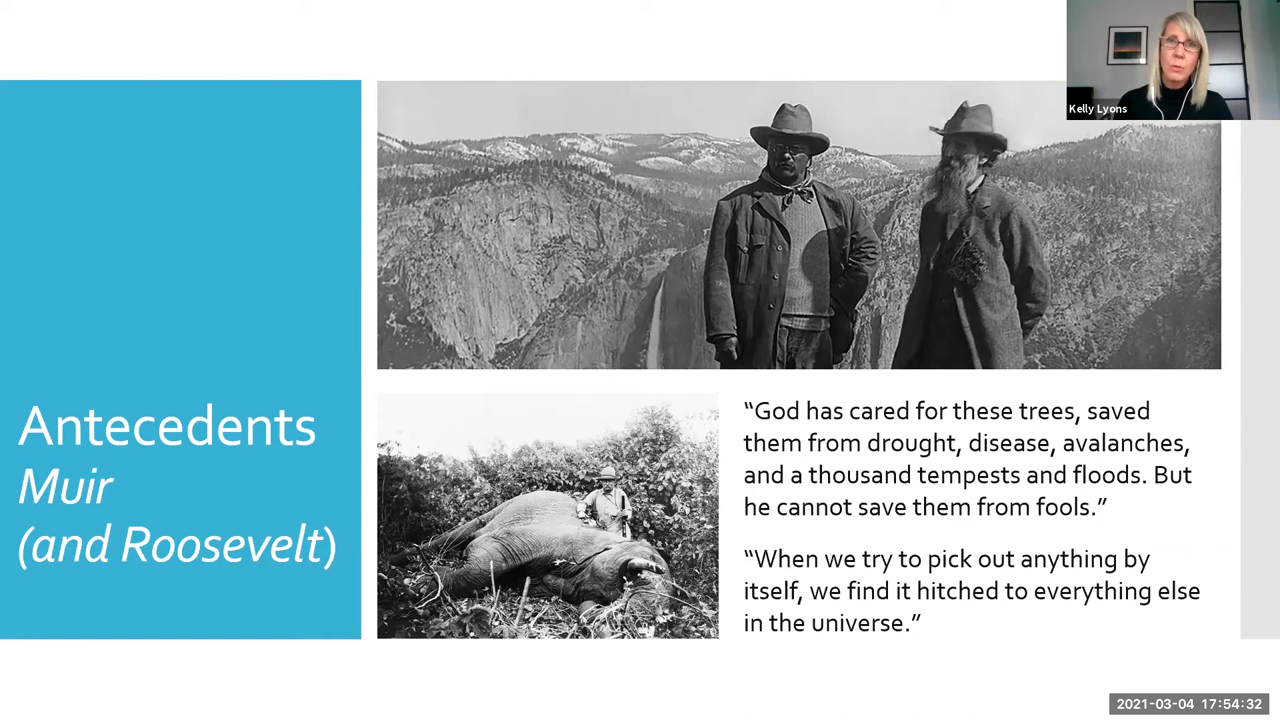 Kelly Lyons
Antecedents
Muir
(and Roosevelt)
“God has cared for these trees, saved
them from drought, disease, avalanches,
and a thousand tempests and floods. But
he cannot save them from fools.”
“When we try to pick out anything by
itself, we find it hitched to everything else
in the universe.”
2021-03-04 17:54:32